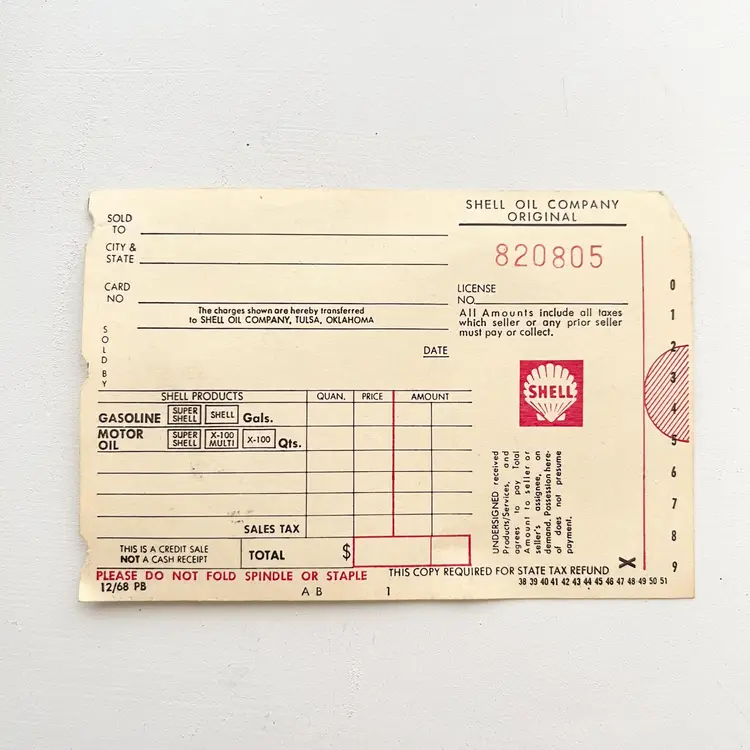 SHELL OIL COMPANY
ORIGINAL
820805
SOLD
TO
CITY &
STATE
CARD
NO
The charges shown are hereby transferred
to SHELL OIL COMPANY, TULSA, OKLAHOMA
SOLD BY
DATE
LICENSE
NO.
All Amounts include all taxes
which seller or any prior seller
must pay or collect.
SHELL
SHELL PRODUCTS QUAN. PRICE AMOUNT
GASOLINE SUPER SHELL SHELL Gals.
MOTOR OIL SUPER SHELL X-100 MULTI X-100 Qts.
SALES TAX
THIS IS A CREDIT SALE
NOT A CASH RECEIPT
TOTAL $
UNDERSIGNED received
Products/Services, and
agrees to pay Total
Amount to seller or
seller's assignee, on
demand. Possession here-
of does not presume
payment.
0
1
2
3
4
5
6
7
8
9
PLEASE DO NOT FOLD SPINDLE OR STAPLE
THIS COPY REQUIRED FOR STATE TAX REFUND X
38 39 40 41 42 43 44 45 46 47 48 49 50 51
12/68 PB
A B 1